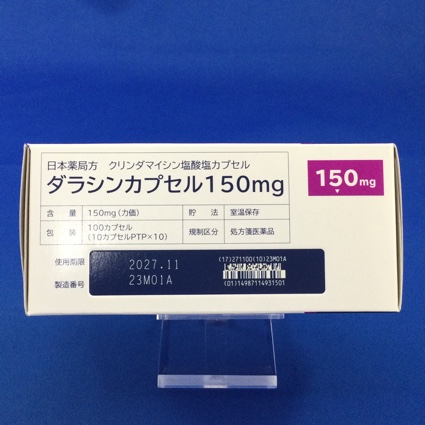 日本薬局方 クリンダマイシン塩酸塩カプセル
ダラシンカプセル150mg
150mg
含量 150mg(力価) 貯法 室温保存
包装 100カプセル (10カプセルPTP×10) 規制区分 処方箋医薬品
使用期限 2027.11
製造番号 23M01A
(17)271100(10)23M01A
(01)14987114931501